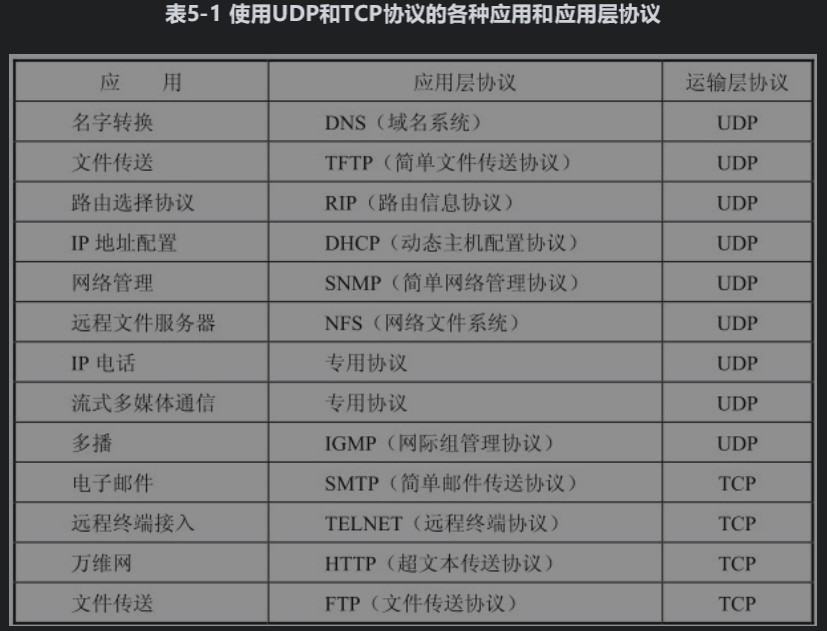 表5-1 使用UDP和TCP协议的各种应用和应用层协议
应 用 应用层协议 运输层协议
名字转换 DNS（域名系统） UDP
文件传送 TFTP（简单文件传送协议） UDP
路由选择协议 RIP（路由信息协议） UDP
IP 地址配置 DHCP（动态主机配置协议） UDP
网络管理 SNMP（简单网络管理协议） UDP
远程文件服务器 NFS（网络文件系统） UDP
IP 电话 专用协议 UDP
流式多媒体通信 专用协议 UDP
多播 IGMP（网际组管理协议） UDP
电子邮件 SMTP（简单邮件传送协议） TCP
远程终端接入 TELNET（远程终端协议） TCP
万维网 HTTP（超文本传送协议） TCP
文件传送 FTP（文件传送协议） TCP